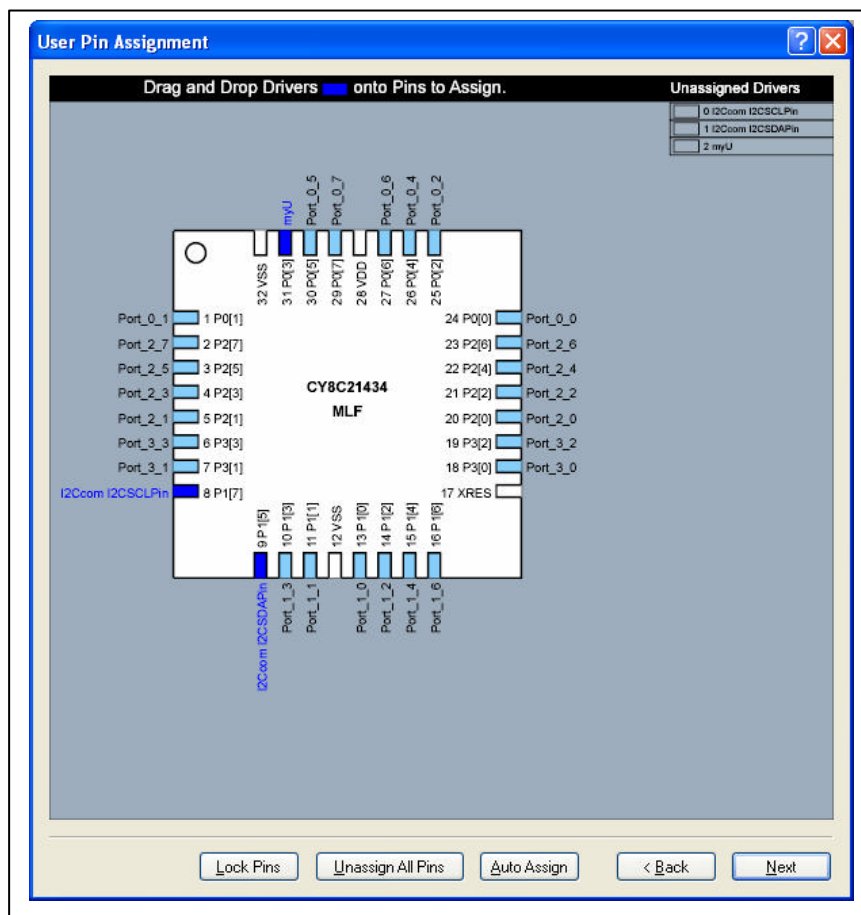 User Pin Assignment
Drag and Drop Drivers onto Pins to Assign.
Unassigned Drivers
0 I2Ccom I2CSCLPin
1 I2Ccom I2CSDAPin
2 myU
myU
Port_0_5
Port_0_7
Port_0_6
Port_0_4
Port_0_2
32 VSS
31 P0[3]
30 P0[5]
29 P0[7]
28 VDD
27 P0[6]
26 P0[4]
25 P0[2]
Port_0_1 1 P0[1]
Port_2_7 2 P2[7]
Port_2_5 3 P2[5]
Port_2_3 4 P2[3]
Port_2_1 5 P2[1]
Port_3_3 6 P3[3]
Port_3_1 7 P3[1]
I2Ccom I2CSCLPin 8 P1[7]
CY8C21434
MLF
24 P0[0] Port_0_0
23 P2[6] Port_2_6
22 P2[4] Port_2_4
21 P2[2] Port_2_2
20 P2[0] Port_2_0
19 P3[2] Port_3_2
18 P3[0] Port_3_0
17 XRES
9 P1[5]
10 P1[3]
11 P1[1]
12 VSS
13 P1[0]
14 P1[2]
15 P1[4]
16 P1[6]
I2Ccom I2CSDAPin
Port_1_3
Port_1_1
Port_1_0
Port_1_2
Port_1_4
Port_1_6
Lock Pins
Unassign All Pins
Auto Assign
< Back
Next